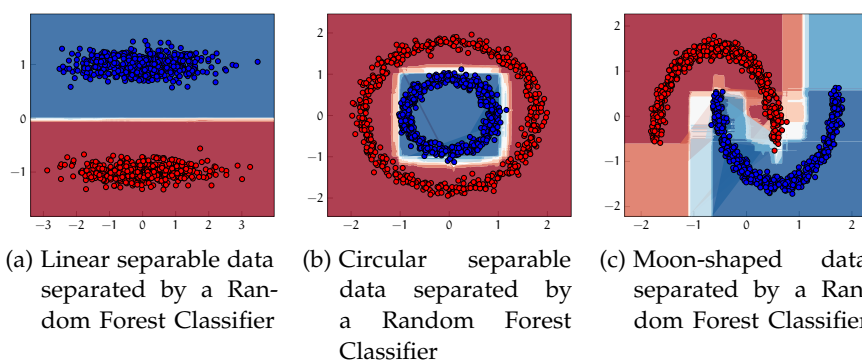 1
0
−1
−3 −2 −1 0 1 2 3
2
1
0
−1
−2
−2 −1 0 1 2
2
1
0
−1
−2
−2 −1 0 1 2
(a) Linear separable data
separated by a Ran-
dom Forest Classifier
(b) Circular separable
data separated by
a Random Forest
Classifier
(c) Moon-shaped data
separated by a Ran
dom Forest Classifier